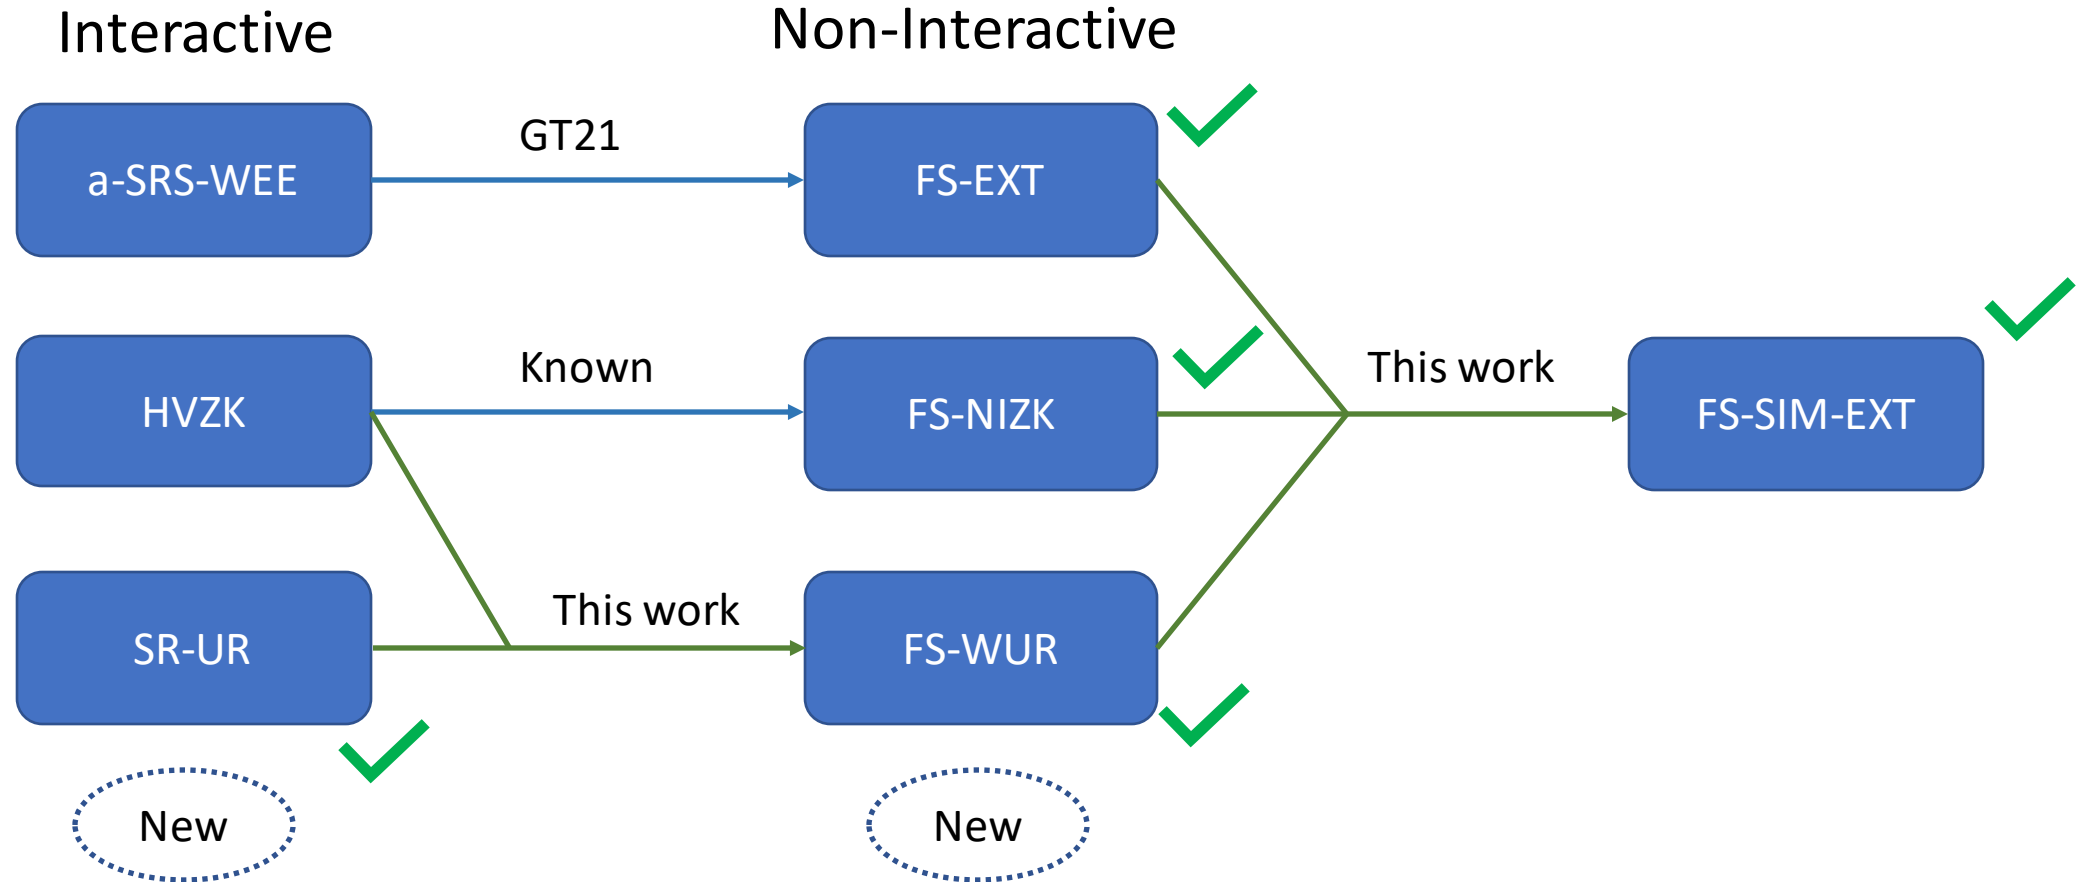 Interactive
Non-Interactive
a-SRS-WEE
GT21
FS-EXT
HVZK
Known
FS-NIZK
This work
FS-SIM-EXT
SR-UR
This work
FS-WUR
New
New